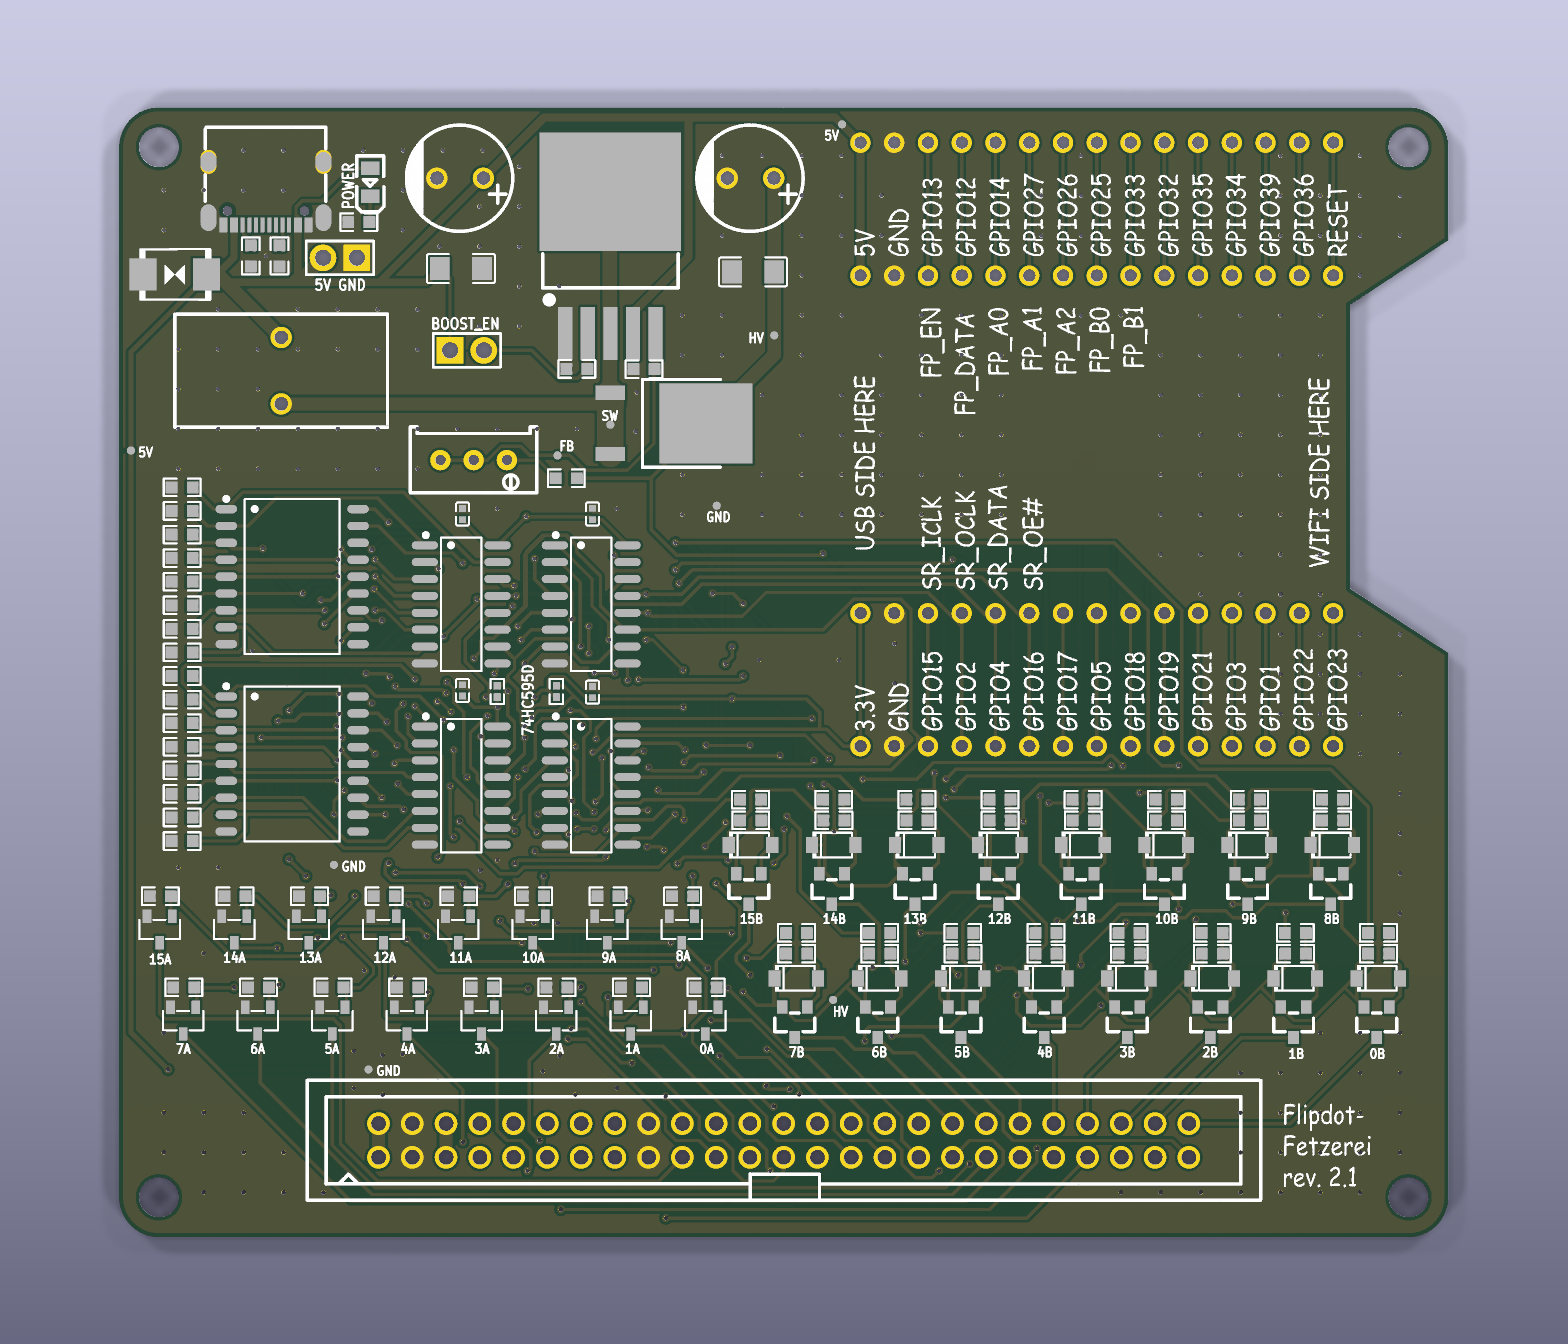 5V
POWER
5V GND
BOOST_EN
HV
SW
FB
5V
GND
5V
GND
GPIO13
GPIO12
GPIO14
GPIO27
GPIO26
GPIO25
GPIO33
GPIO32
GPIO35
GPIO34
GPIO39
GPIO36
RESET
FP_EN
FP_DATA
FP_A0
FP_A1
FP_A2
FP_B0
FP_B1
USB SIDE HERE
WIFI SIDE HERE
SR_ICLK
SR_OCLK
SR_DATA
SR_OE#
3.3V
GND
GPIO15
GPIO2
GPIO4
GPIO16
GPIO17
GPIO5
GPIO18
GPIO19
GPIO21
GPIO3
GPIO1
GPIO22
GPIO23
74HC595D
GND
15B 14B 13B 12B 11B 10B 9B 8B
15A 14A 13A 12A 11A 10A 9A 8A
HV
7A 6A 5A 4A 3A 2A 1A 0A
7B 6B 5B 4B 3B 2B 1B 0B
GND
Flipdot-
Fetzerei
rev. 2.1